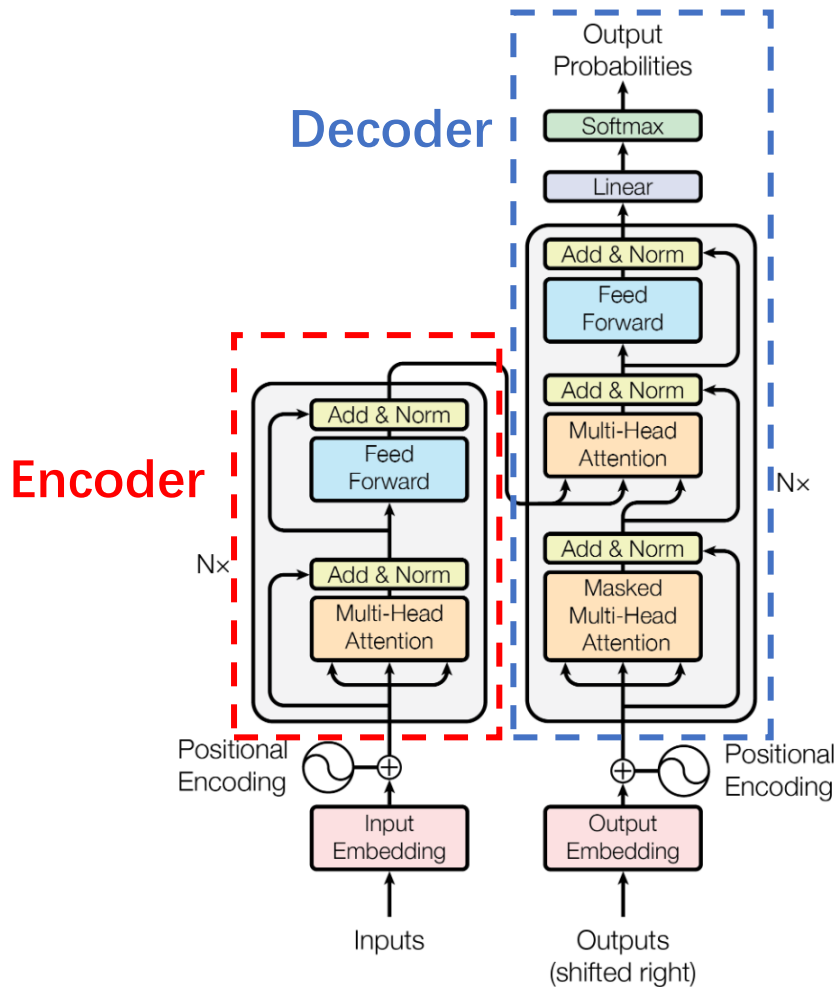 Output
Probabilities
Decoder
Softmax
Linear
Add & Norm
Feed
Forward
Add & Norm
Multi-Head
Attention
Nx
Add & Norm
Masked
Multi-Head
Attention
Encoder
Add & Norm
Feed
Forward
N×
Add & Norm
Multi-Head
Attention
Positional
Encoding
Positional
Encoding
Input
Embedding
Output
Embedding
Inputs
Outputs
(shifted right)